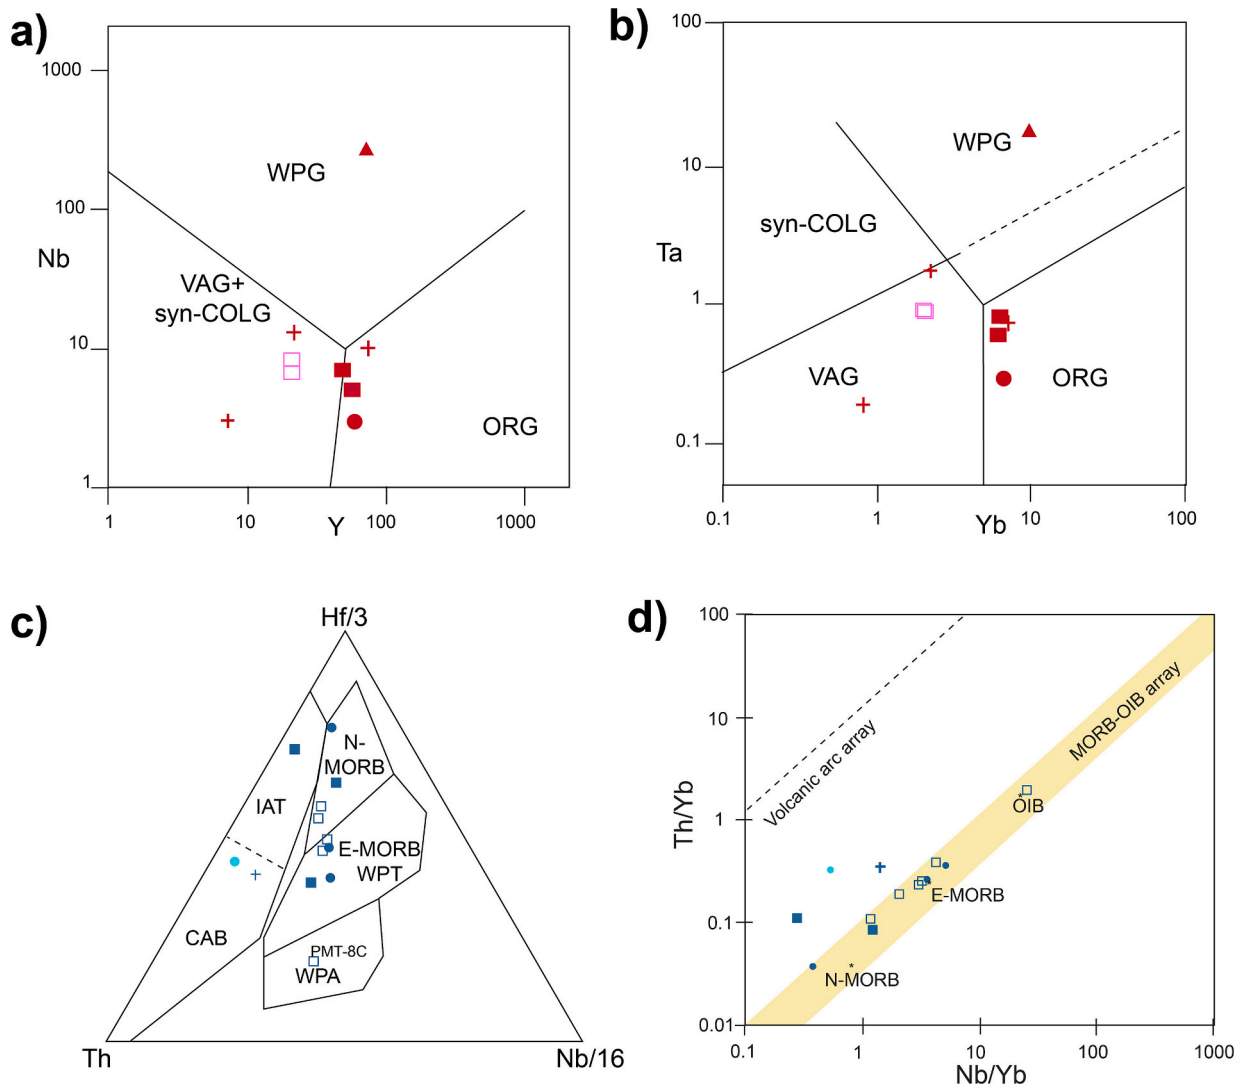 a)
1000
WPG
100
Nb
VAG+
syn-COLG
10
ORG
1
1
10
Y
100
1000
b)
100
WPG
10
syn-COLG
Ta
1
VAG
ORG
0.1
0.1
1
Yb
10
100
c)
Hf/3
N-
MORB
IAT
E-MORB
WPT
CAB
PMT-8C
WPA
Th
Nb/16
d)
100
MORB-OIB array
10
Volcanic arc array
OIB
Th/Yb
1
E-MORB
0.1
N-MORB
0.01
0.1
1
10
100
1000
Nb/Yb